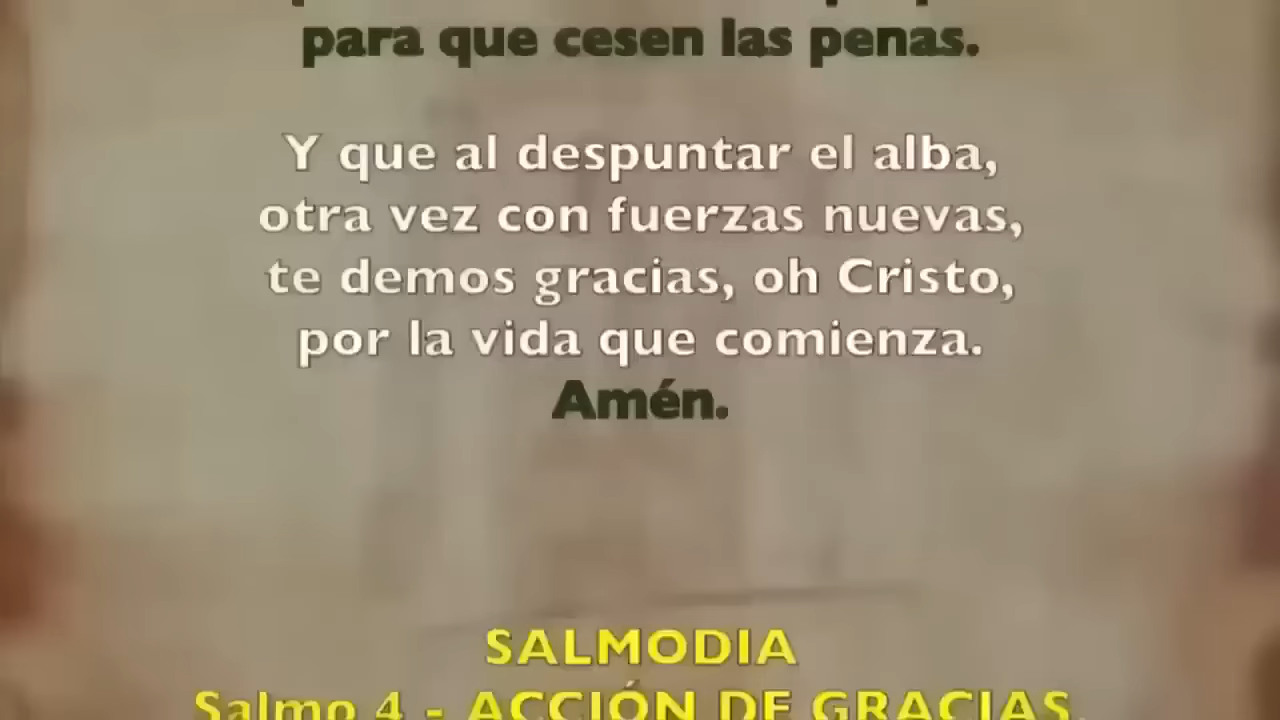 para que cesen las penas.
Y que al despuntar el alba,
otra vez con fuerzas nuevas,
te demos gracias, oh Cristo,
por la vida que comienza.
Amén.
SALMODIA
Salmo 4 - ACCIÓN DE GRACIAS.